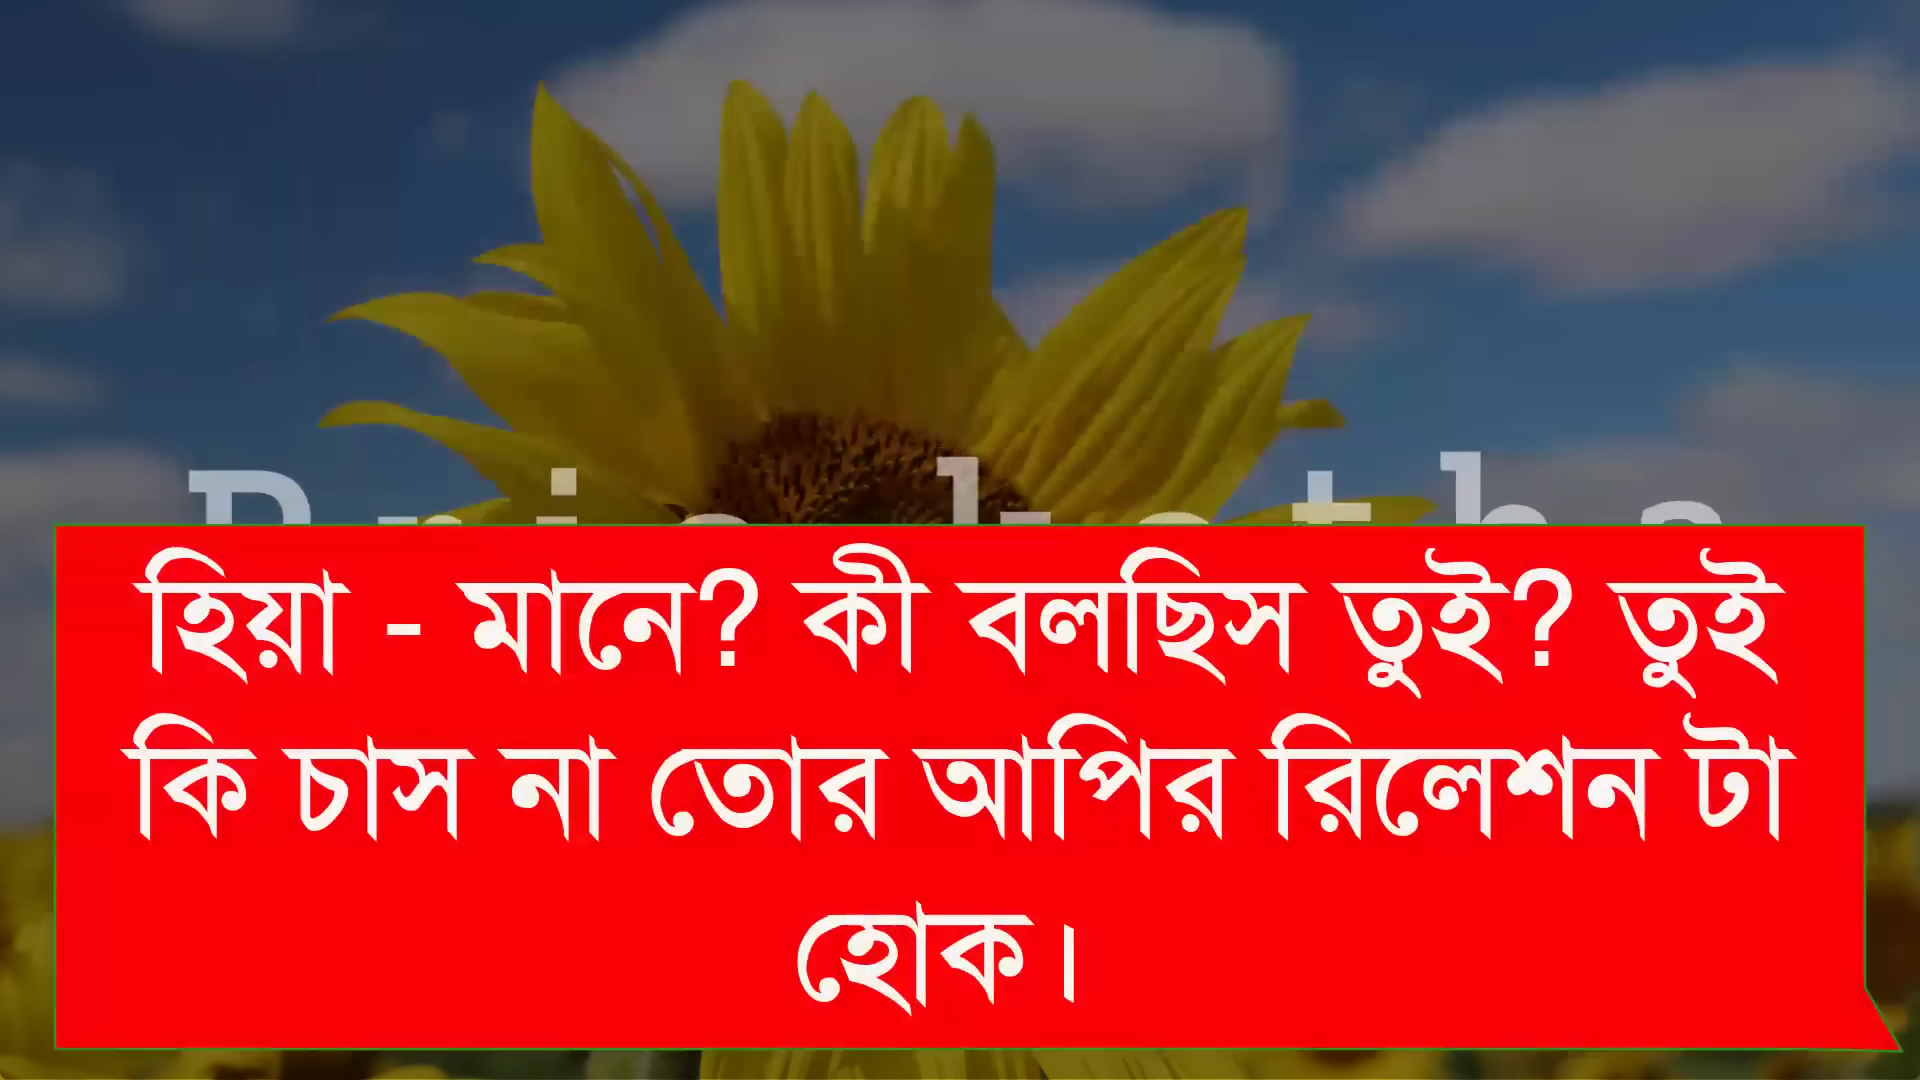 হিয়া - মানে? কী বলছিস তুই? তুই
কি চাস না তোর আপির রিলেশন টা
হোক।